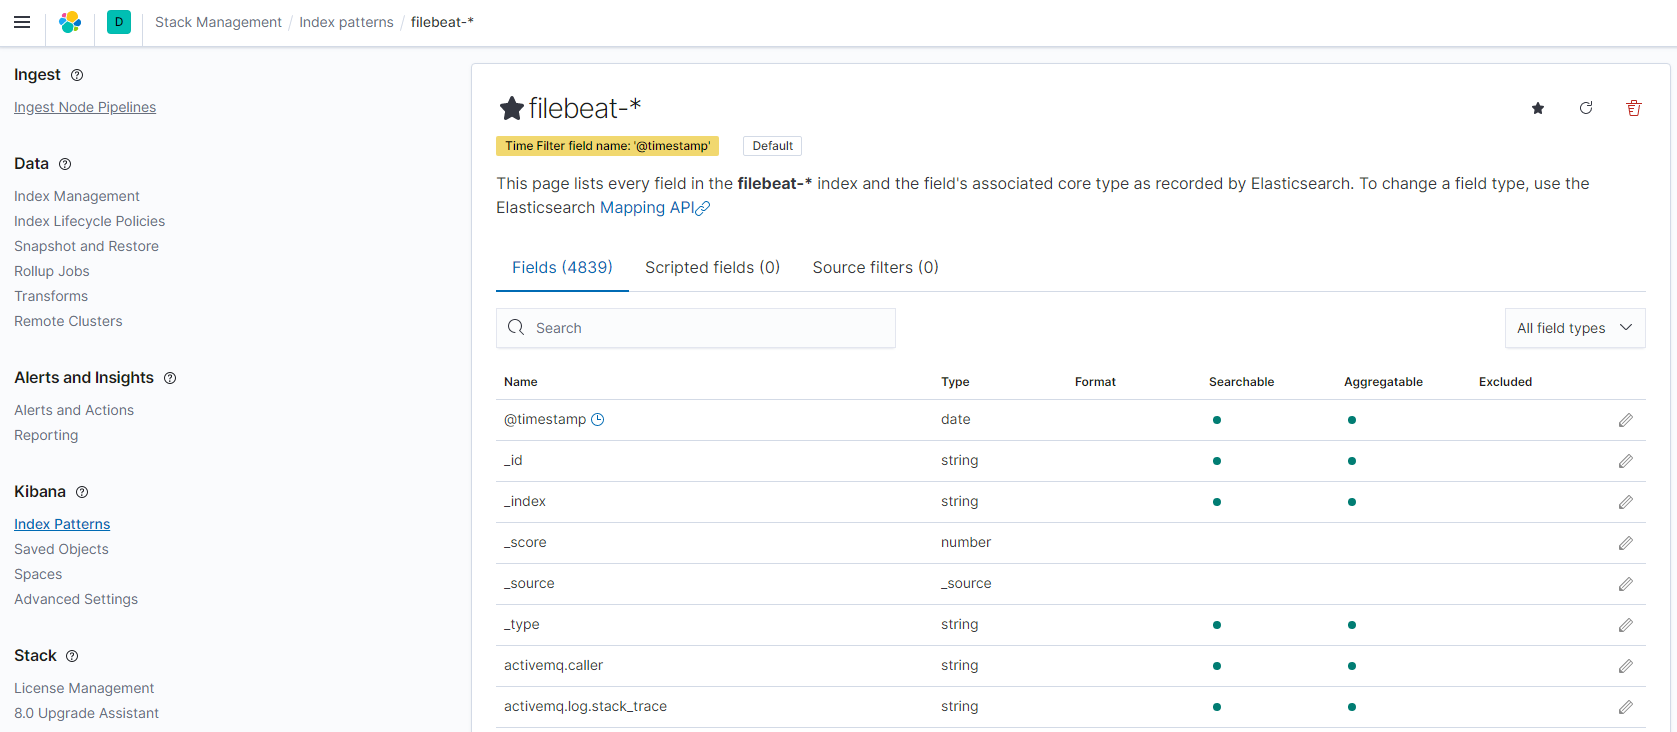 D Stack Management / Index patterns / filebeat-*
Ingest
Ingest Node Pipelines
Data
Index Management
Index Lifecycle Policies
Snapshot and Restore
Rollup Jobs
Transforms
Remote Clusters
Alerts and Insights
Alerts and Actions
Reporting
Kibana
Index Patterns
Saved Objects
Spaces
Advanced Settings
Stack
License Management
8.0 Upgrade Assistant
filebeat-*
Time Filter field name: '@timestamp' Default
This page lists every field in the filebeat-* index and the field's associated core type as recorded by Elasticsearch. To change a field type, use the
Elasticsearch Mapping API
Fields (4839) Scripted fields (0) Source filters (0)
Search All field types
Name Type Format Searchable Aggregatable Excluded
@timestamp date
_id string
_index string
_score number
_source _source
_type string
activemq.caller string
activemq.log.stack_trace string